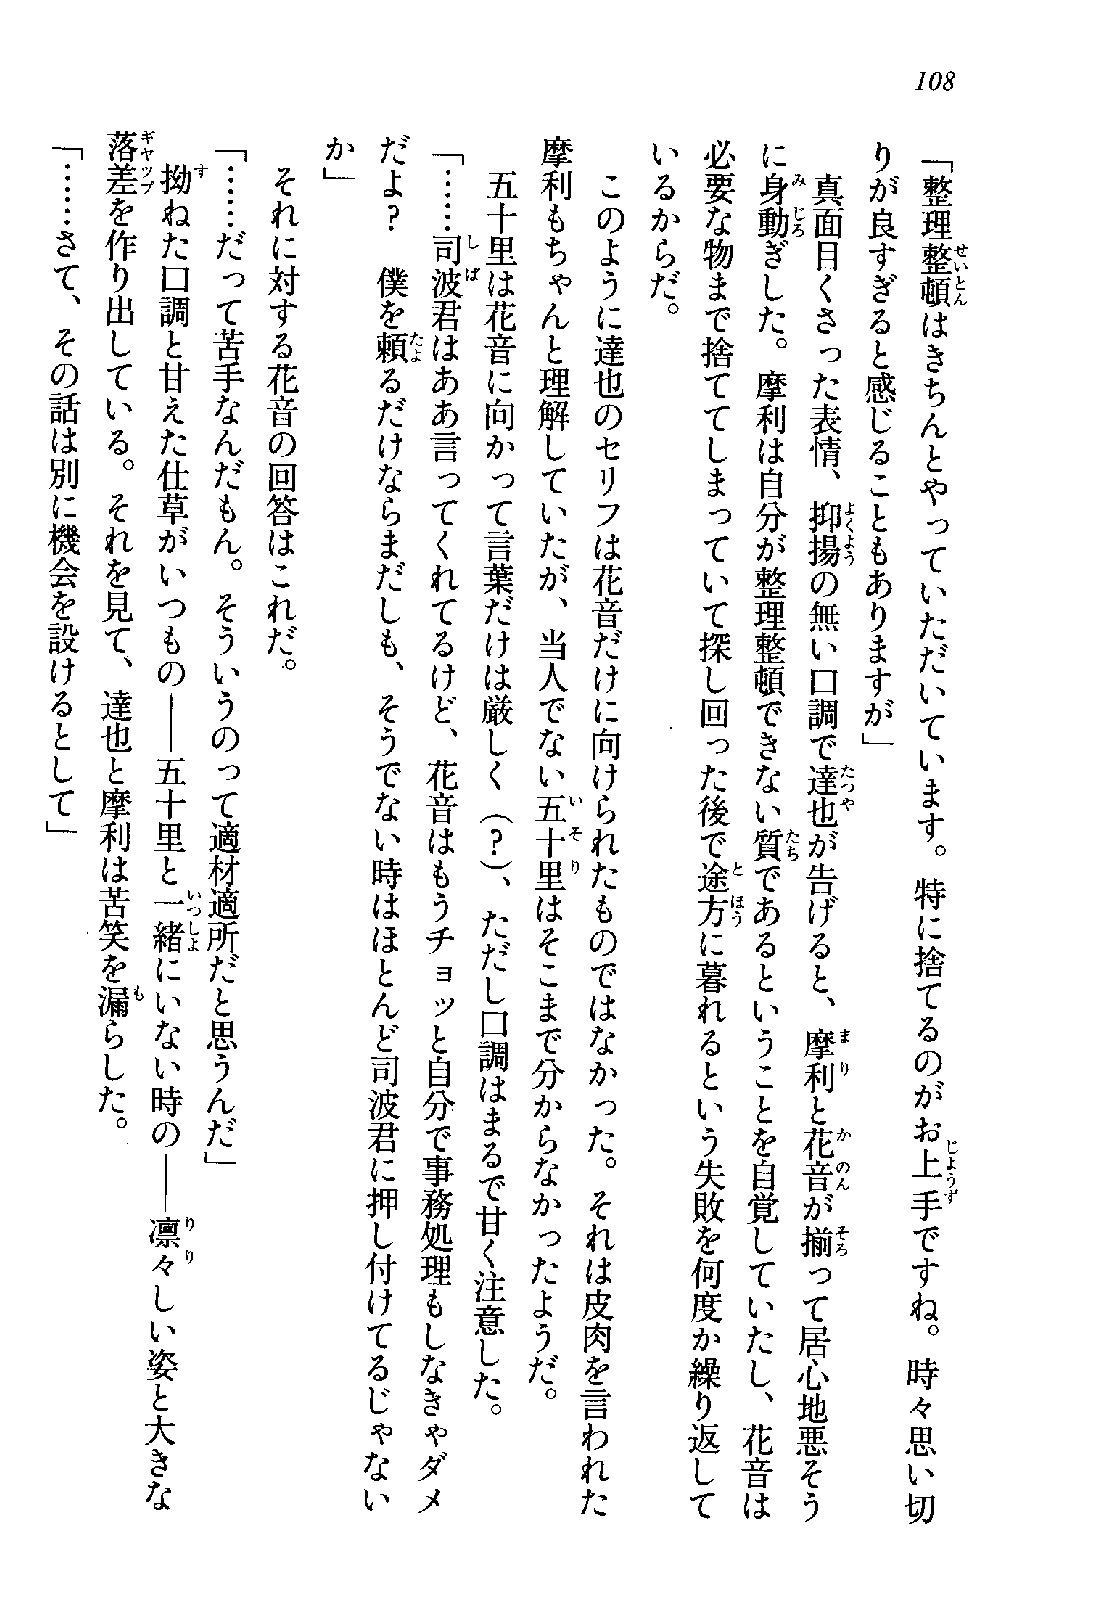 108
「整理整頓はきちんとやっていただいています。特に捨てるのがお上手ですね。時々思い切
りが良すぎると感じることもありますが」
　真面目くさった表情、抑揚の無い口調で達也が告げると、摩利と花音が揃って居心地悪そう
に身動ぎした。摩利は自分が整理整頓できない質であるということを自覚していたし、花音は
必要な物まで捨ててしまっていて探し回った後で途方に暮れるという失敗を何度か繰り返して
いるからだ。
　このように達也のセリフは花音だけに向けられたものではなかった。それは皮肉を言われた
摩利もちゃんと理解していたが、当人でない五十里はそこまで分からなかったようだ。
　五十里は花音に向かって言葉だけは厳しく（？）、ただし口調はまるで甘く注意した。
「……司波君はああ言ってくれてるけど、花音はもうチョッと自分で事務処理もしなきゃダメ
だよ？　僕を頼るだけならまだしも、そうでない時はほとんど司波君に押し付けてるじゃない
か」
　それに対する花音の回答はこれだ。
「……だって苦手なんだもん。そういうのって適材適所だと思うんだ」
　拗ねた口調と甘えた仕草がいつもの――五十里と一緒にいない時の――凛々しい姿と大きな
落差を作り出している。それを見て、達也と摩利は苦笑を漏らした。
「……さて、その話は別に機会を設けるとして」